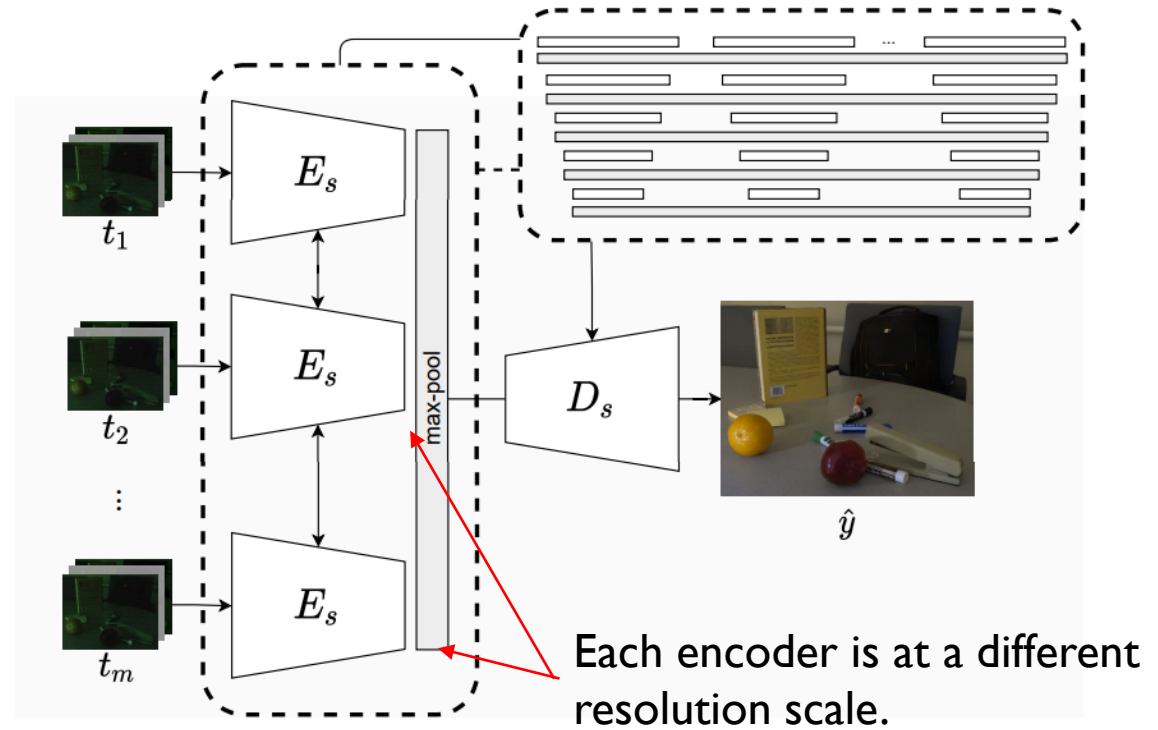 ...
E_s
t_1
E_s
t_2
max-pool
D_s
ŷ
⋮
E_s
t_m
Each encoder is at a different
resolution scale.